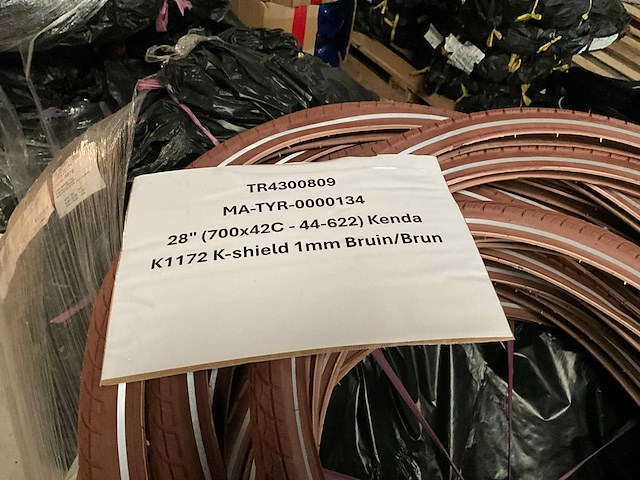 TR4300809
MA-TYR-0000134
28" (700x42C - 44-622) Kenda
K1172 K-shield 1mm Bruin/Brun